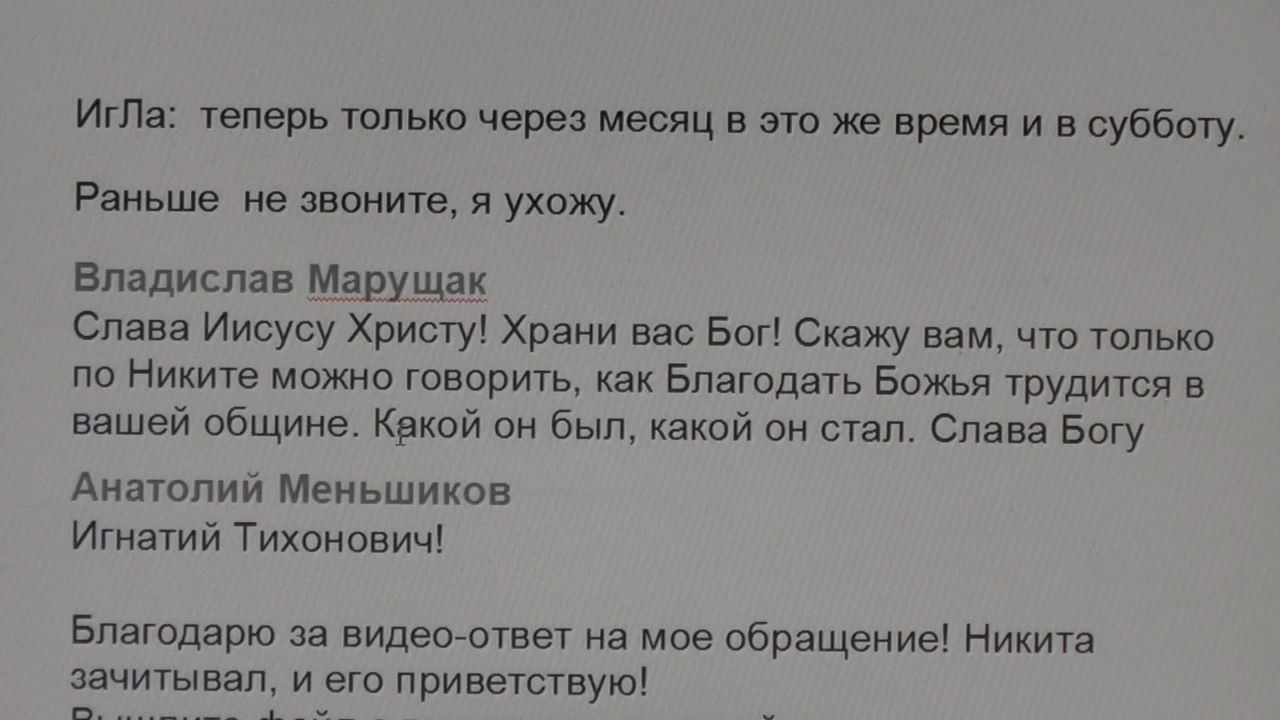 ИгЛа:  теперь только через месяц в это же время и в субботу.
Раньше  не звоните, я ухожу.
Владислав Марущак
Слава Иисусу Христу! Храни вас Бог! Скажу вам, что только
по Никите можно говорить, как Благодать Божья трудится в
вашей общине. Какой он был, какой он стал. Слава Богу
Анатолий Меньшиков
Игнатий Тихонович!
Благодарю за видео-ответ на мое обращение! Никита
зачитывал, и его приветствую!